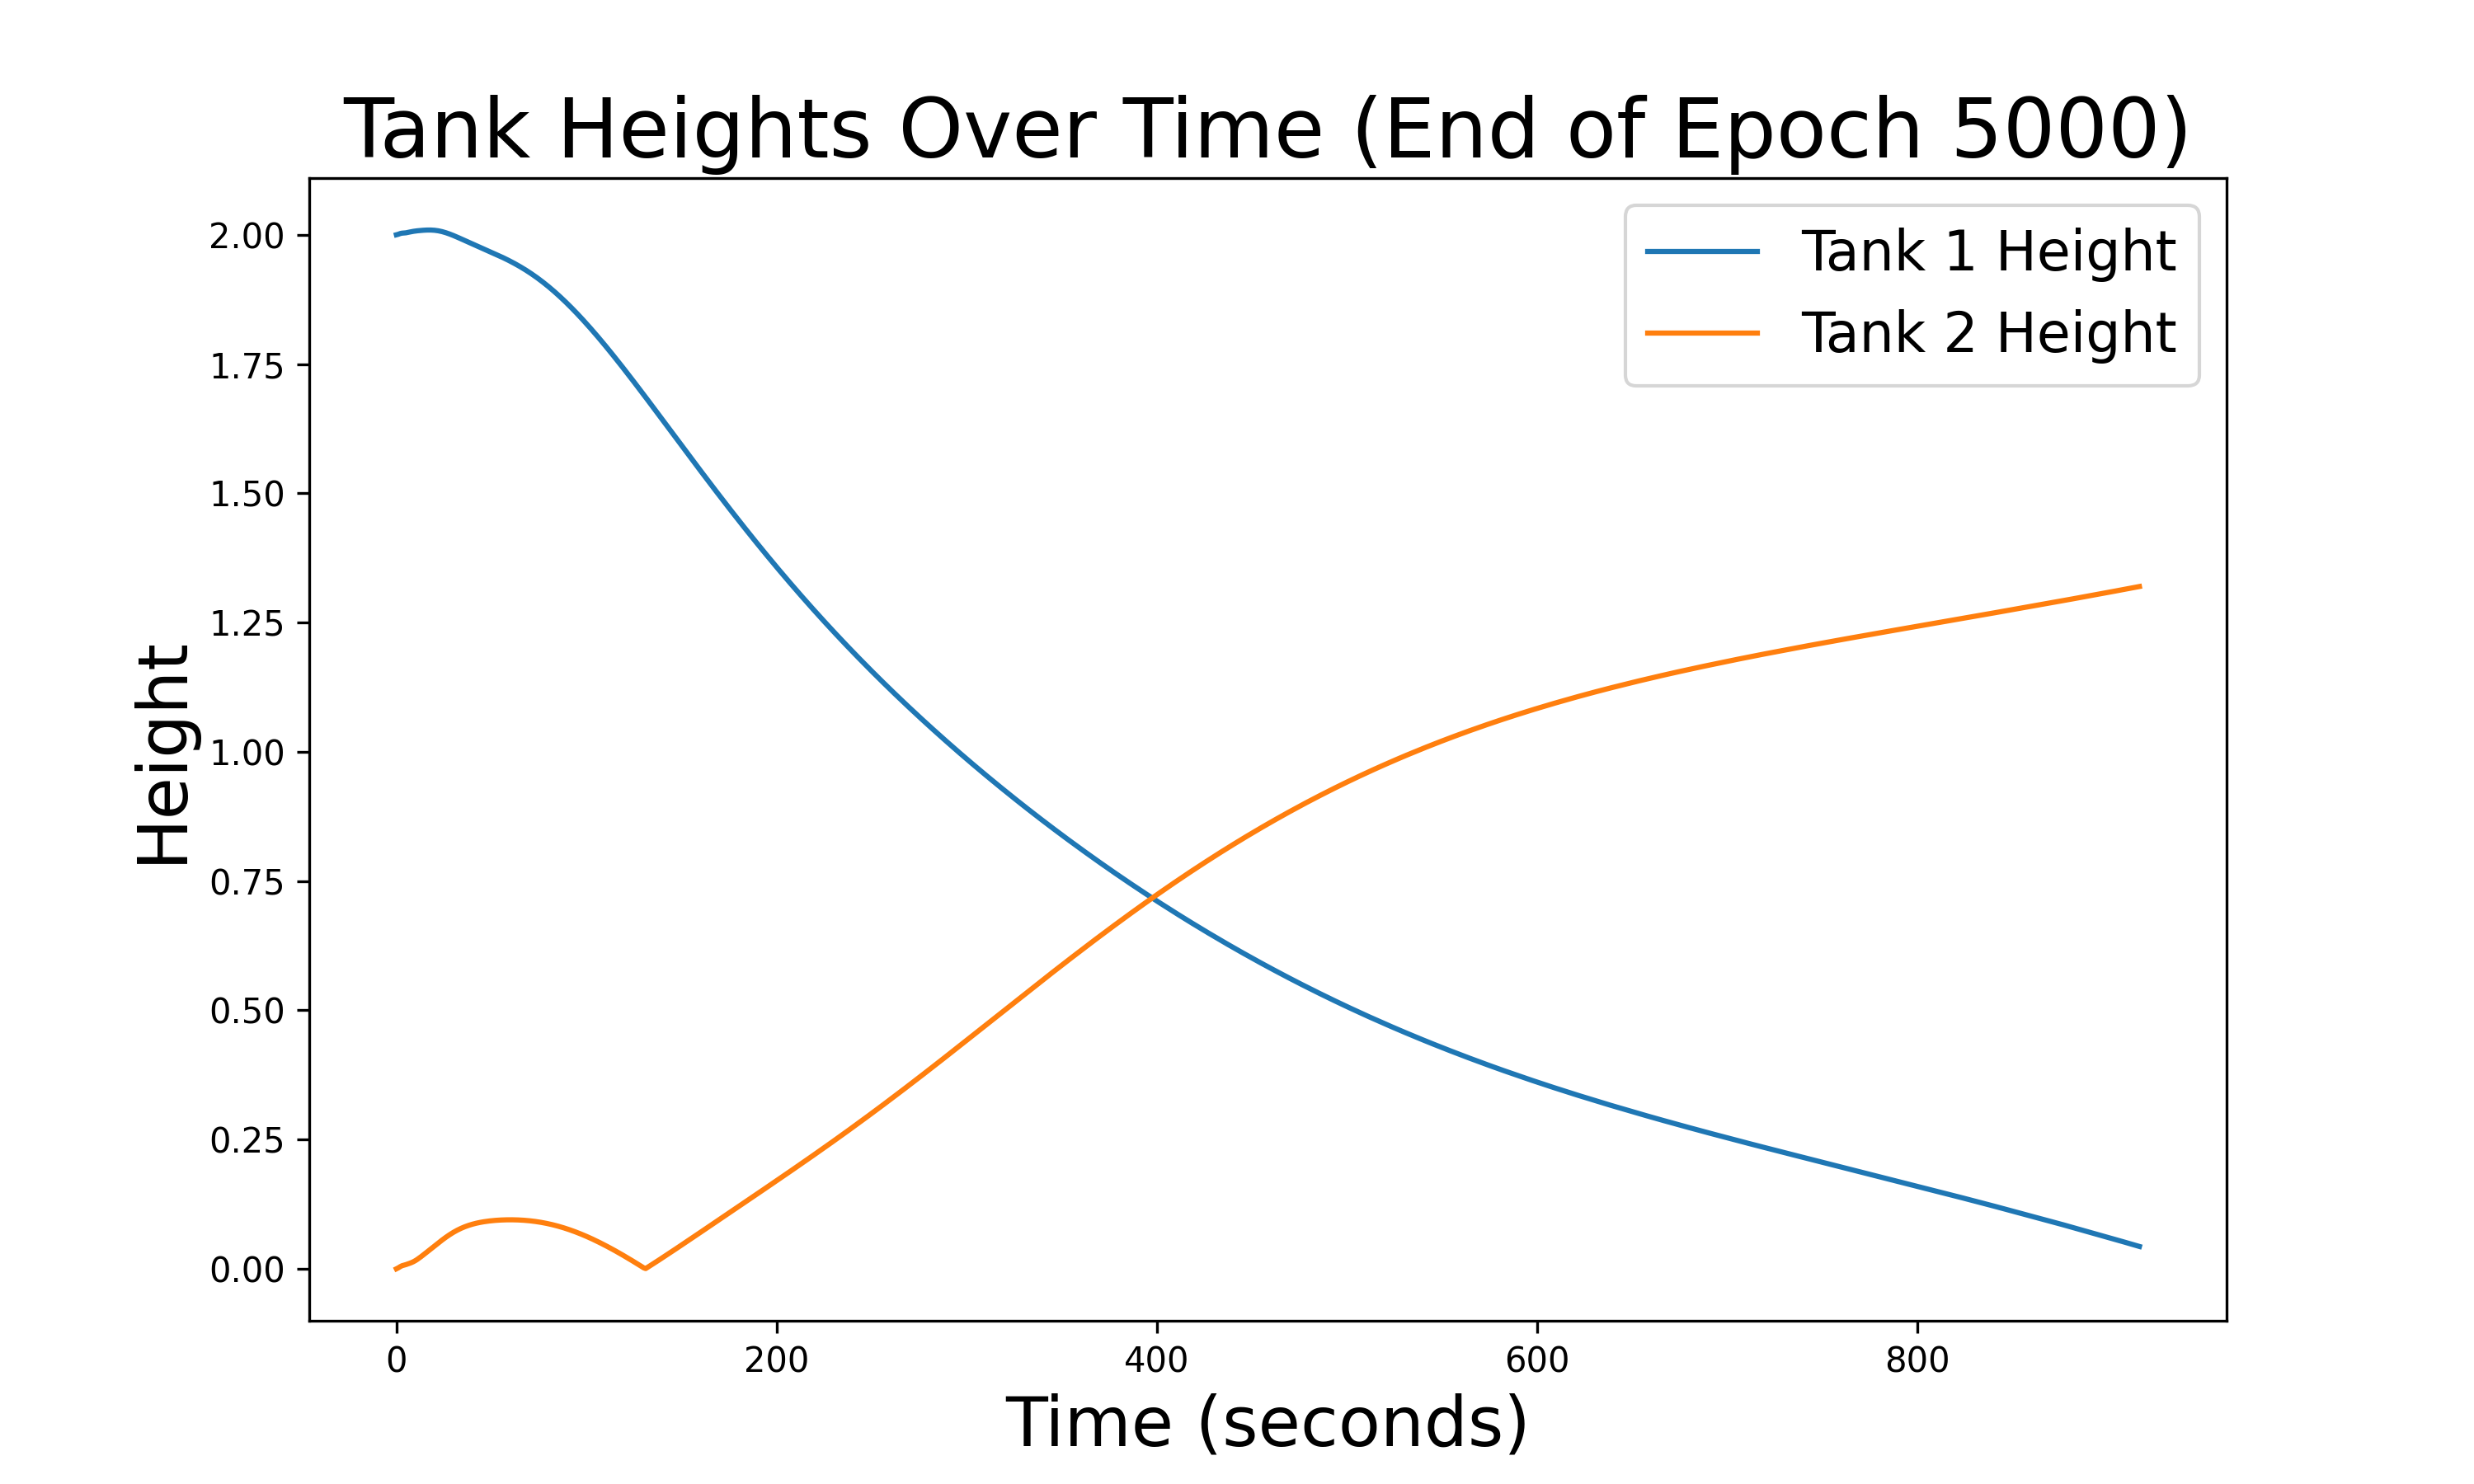 Tank Heights Over Time (End of Epoch 5000)
Tank 1 Height
Tank 2 Height
Height
2.00
1.75
1.50
1.25
1.00
0.75
0.50
0.25
0.00
0
200
400
600
800
Time (seconds)